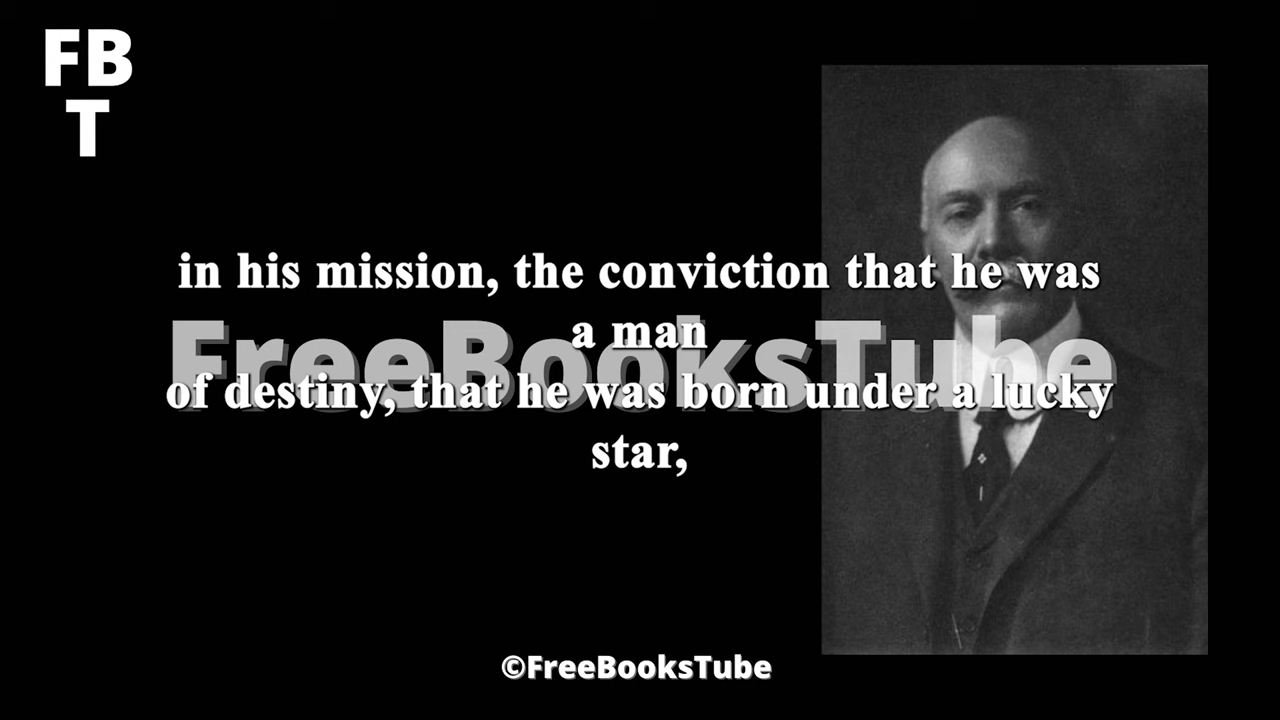 FB
T
in his mission, the conviction that he was
a man
FreeBooksTube
of destiny, that he was born under a lucky
star,
©FreeBooksTube